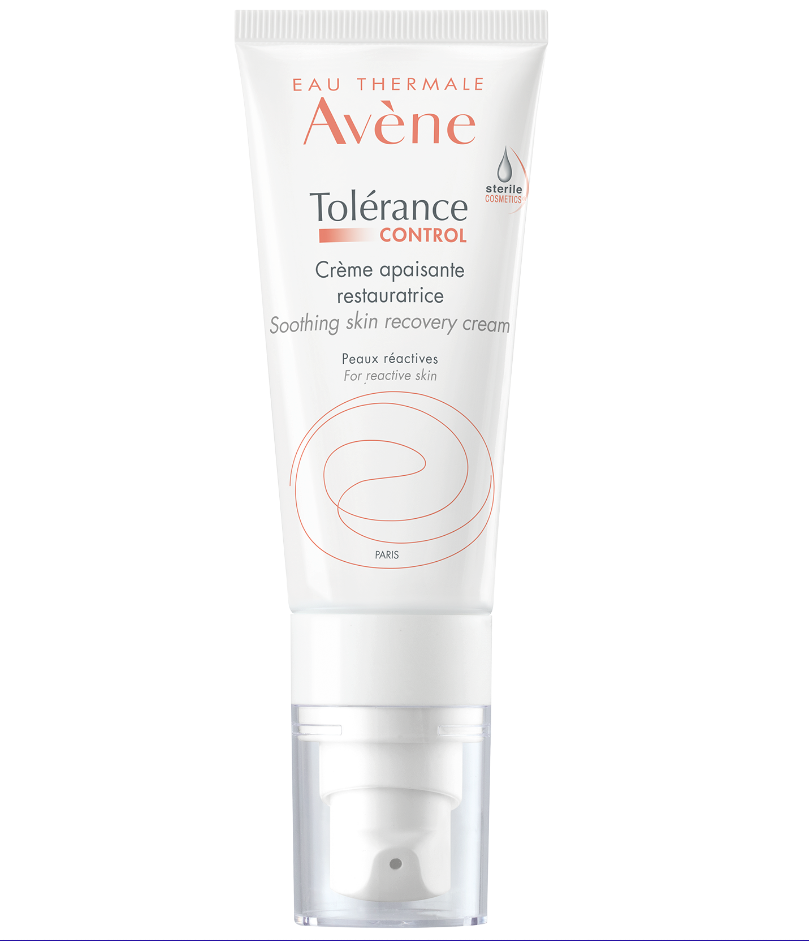 EAU THERMALE
Avène
sterile
COSMETICS
Tolérance
CONTROL
Crème apaisante
restauratrice
Soothing skin recovery cream
Peaux réactives
For reactive skin
PARIS